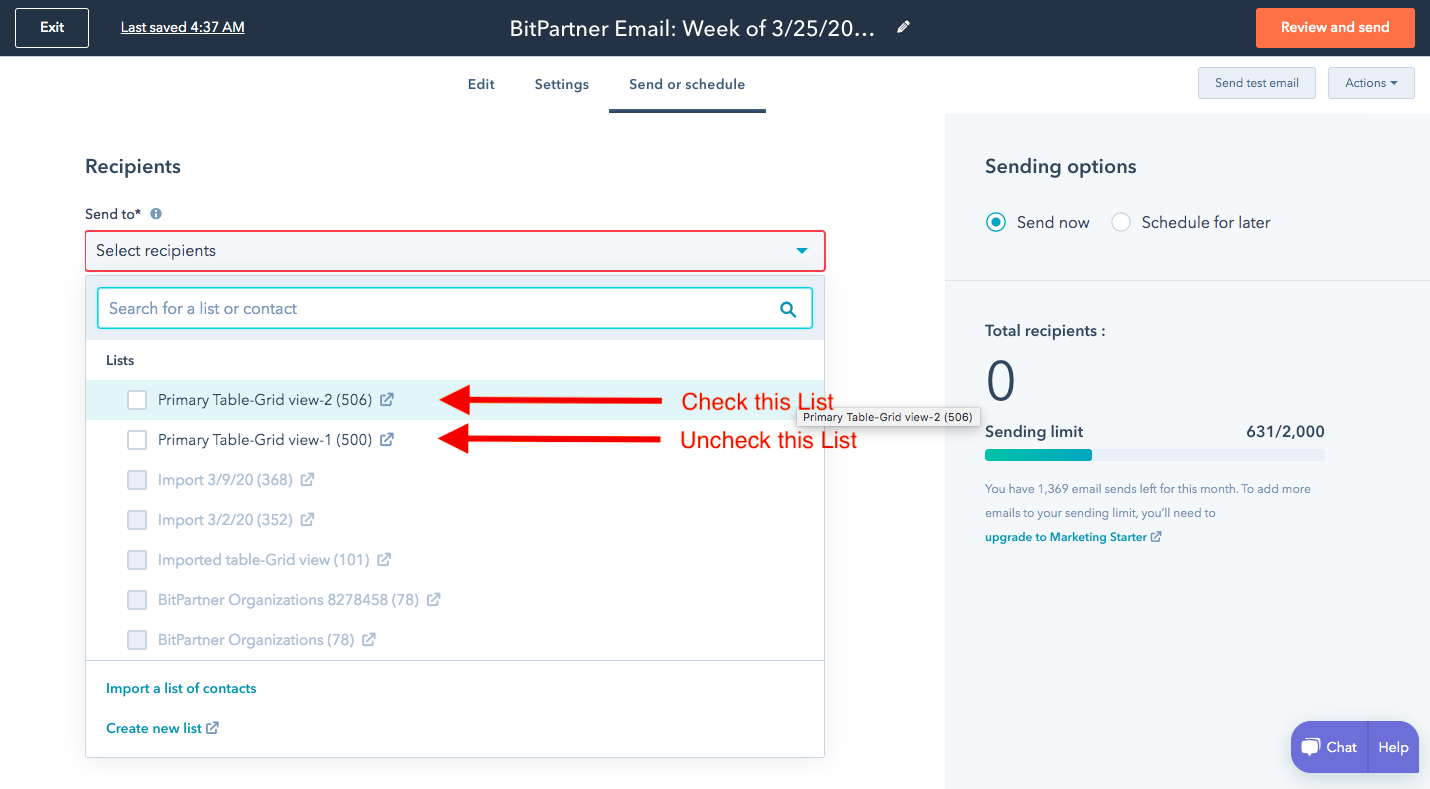 Exit
Last saved 4:37 AM
BitPartner Email: Week of 3/25/20...
Review and send
Edit
Settings
Send or schedule
Send test email
Actions
Recipients
Send to*
Select recipients
Search for a list or contact
Lists
Primary Table-Grid view-2 (506)
Check this List
Primary Table-Grid view-2 (506)
Primary Table-Grid view-1 (500)
Uncheck this List
Import 3/9/20 (368)
Import 3/2/20 (352)
Imported table-Grid view (101)
BitPartner Organizations 8278458 (78)
BitPartner Organizations (78)
Import a list of contacts
Create new list
Sending options
Send now
Schedule for later
Total recipients :
0
Sending limit
631/2,000
You have 1,369 email sends left for this month. To add more
emails to your sending limit, you'll need to
upgrade to Marketing Starter
Chat
Help